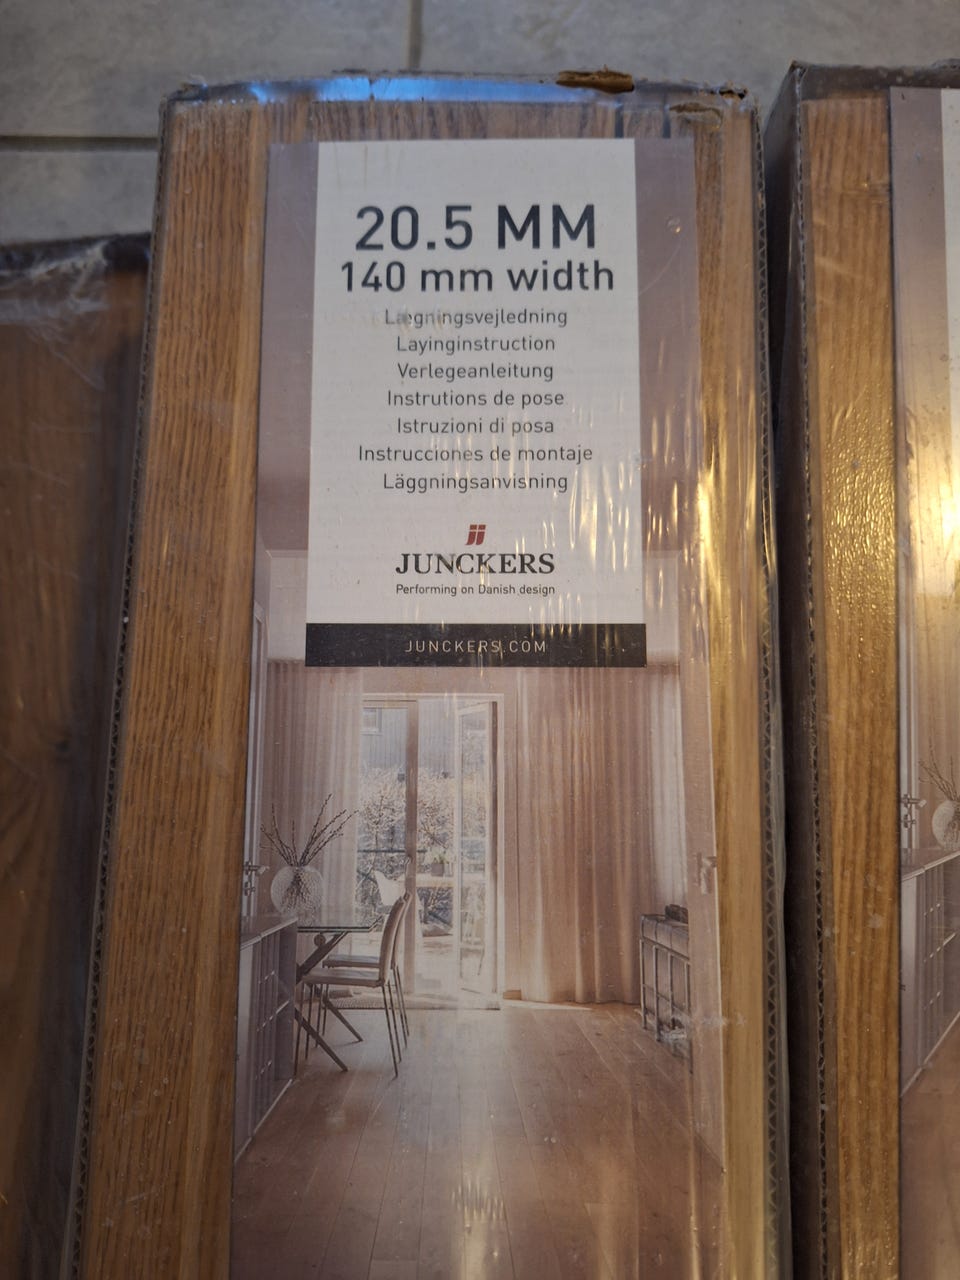 20.5 MM
140 mm width
Lægningsvejledning
Layinginstruction
Verlegeanleitung
Instrutions de pose
Istruzioni di posa
Instrucciones de montaje
Läggningsanvisning
JUNCKERS
Performing on Danish design
JUNCKERS.COM